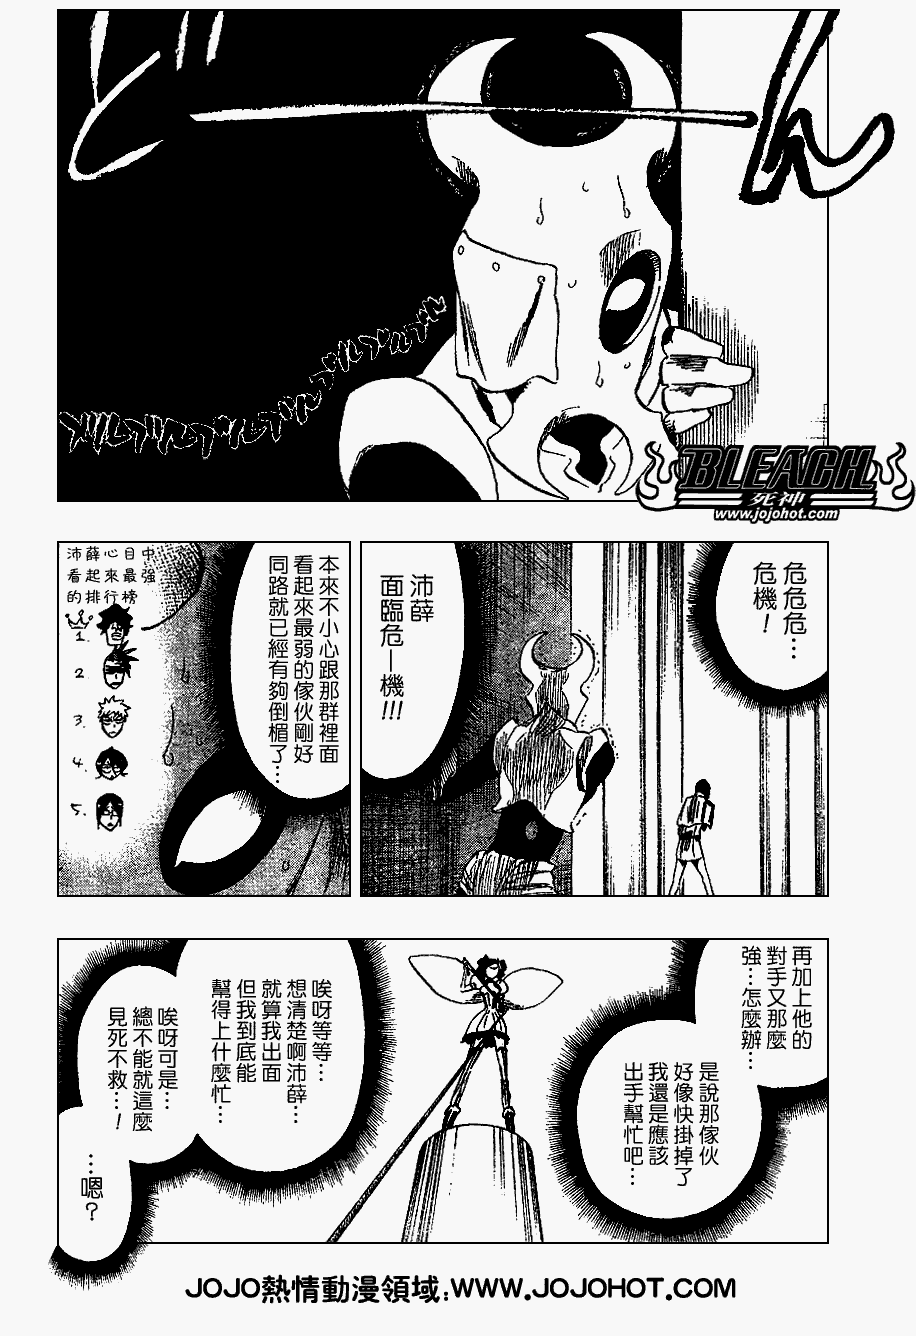 ビーん
ブルブルブルブルブルブルブル
BLEACH
死神
www.jojohot.com
危危危…
危機！
沛薛
面臨危—機!!!
本來不小心跟那群裡面
看起來最弱的傢伙剛好
同路就已經有夠倒楣了…
沛薛心目中
看起來最強
的排行榜
1.
2.
3.
4.
5.
再加上他的
對手又那麼
強…怎麼辦…
是說那傢伙
好像快掛掉了
我還是應該
出手幫忙吧…
唉呀等等…
想清楚啊沛薛…
就算我出面
但我到底能
幫得上什麼忙…
唉呀可是…
總不能就這麼
見死不救…！
…嗯？
JOJO熱情動漫領域:WWW.JOJOHOT.COM